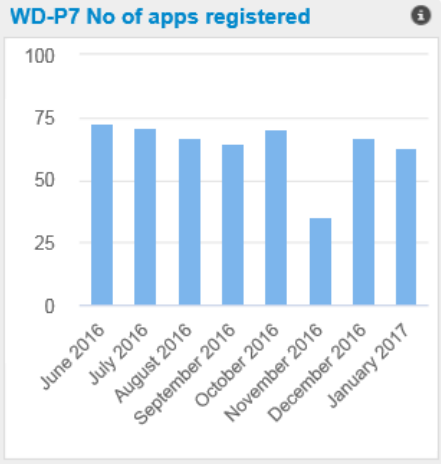 WD-P7 No of apps registered
100
75
50
25
0
June 2016
July 2016
August 2016
September 2016
October 2016
November 2016
December 2016
January 2017